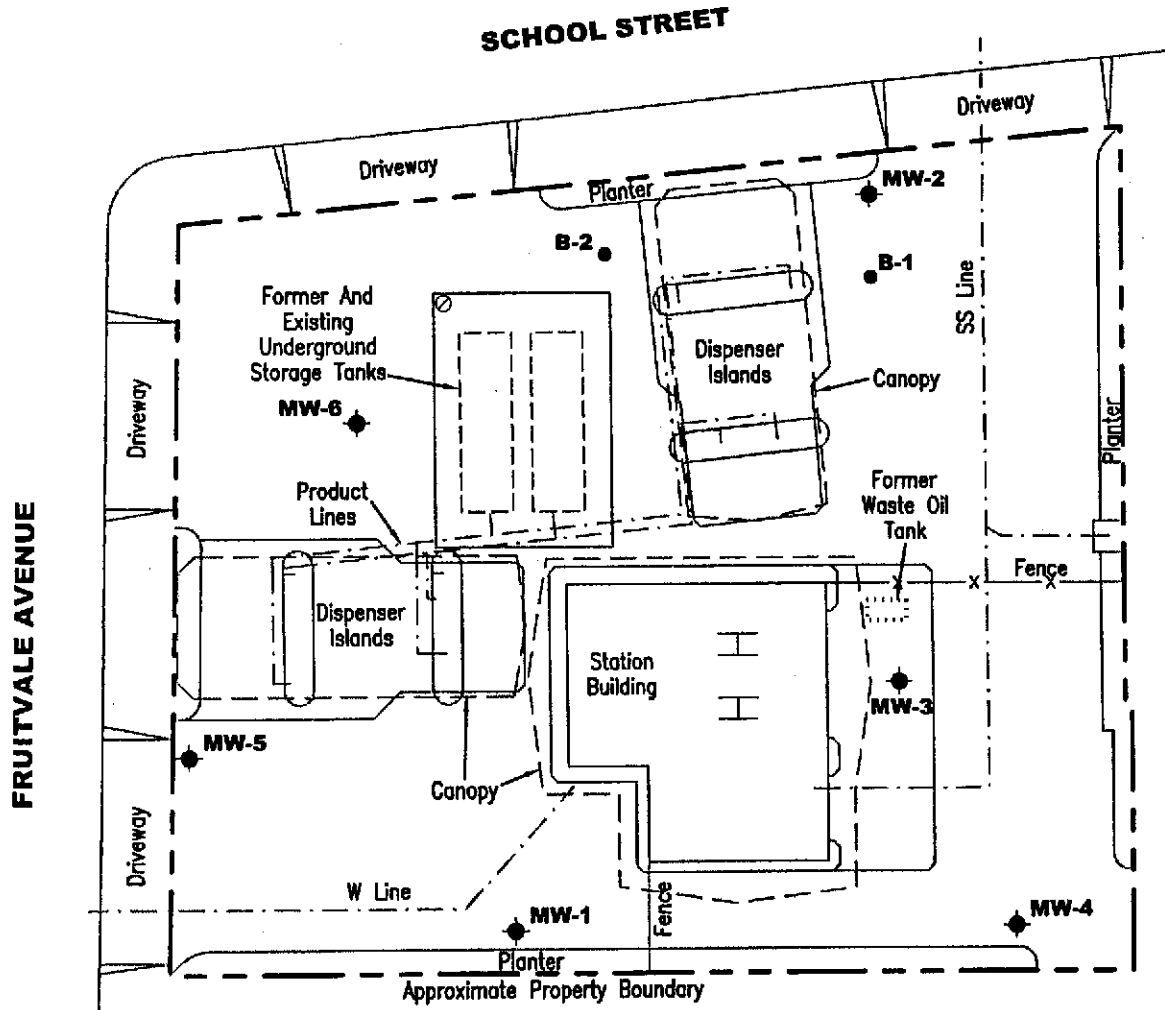 SCHOOL STREET
Driveway
Driveway
Planter
MW-2
B-2
B-1
SS Line
Former And
Existing
Underground
Storage Tanks
Dispenser
Islands
Canopy
MW-6
Driveway
Planter
Former
Waste Oil
Tank
Product
Lines
FRUITVALE AVENUE
Fence
Dispenser
Islands
Station
Building
MW-3
MW-5
Canopy
Driveway
W Line
Fence
MW-1
MW-4
Planter
Approximate Property Boundary